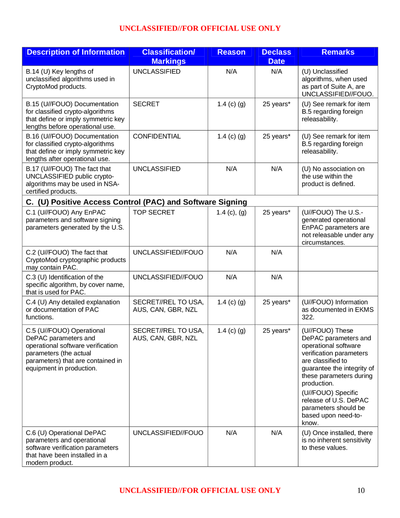 UNCLASSIFIED//FOR OFFICIAL USE ONLY
Description of Information Classification/ Markings Reason Declass Date Remarks
B.14 (U) Key lengths of
unclassified algorithms used in
CryptoMod products.
UNCLASSIFIED
N/A
N/A
(U) Unclassified
algorithms, when used
as part of Suite A, are
UNCLASSIFIED//FOUO.
B.15 (U//FOUO) Documentation
for classified crypto-algorithms
that define or imply symmetric key
lengths before operational use.
SECRET
1.4 (c) (g)
25 years*
(U) See remark for item
B.5 regarding foreign
releasability.
B.16 (U//FOUO) Documentation
for classified crypto-algorithms
that define or imply symmetric key
lengths after operational use.
CONFIDENTIAL
1.4 (c) (g)
25 years*
(U) See remark for item
B.5 regarding foreign
releasability.
B.17 (U//FOUO) The fact that
UNCLASSIFIED public crypto-
algorithms may be used in NSA-
certified products.
UNCLASSIFIED
N/A
N/A
(U) No association on
the use within the
product is defined.
C. (U) Positive Access Control (PAC) and Software Signing
C.1 (U//FOUO) Any EnPAC
parameters and software signing
parameters generated by the U.S.
TOP SECRET
1.4 (c), (g)
25 years*
(U//FOUO) The U.S.-
generated operational
EnPAC parameters are
not releasable under any
circumstances.
C.2 (U//FOUO) The fact that
CryptoMod cryptographic products
may contain PAC.
UNCLASSIFIED//FOUO
N/A
N/A
C.3 (U) Identification of the
specific algorithm, by cover name,
that is used for PAC.
UNCLASSIFIED//FOUO
N/A
N/A
C.4 (U) Any detailed explanation
or documentation of PAC
functions.
SECRET//REL TO USA,
AUS, CAN, GBR, NZL
1.4 (c) (g)
25 years*
(U//FOUO) Information
as documented in EKMS
322.
C.5 (U//FOUO) Operational
DePAC parameters and
operational software verification
parameters (the actual
parameters) that are contained in
equipment in production.
SECRET//REL TO USA,
AUS, CAN, GBR, NZL
1.4 (c) (g)
25 years*
(U//FOUO) These
DePAC parameters and
operational software
verification parameters
are classified to
guarantee the integrity of
these parameters during
production.
(U//FOUO) Specific
release of U.S. DePAC
parameters should be
based upon need-to-
know.
C.6 (U) Operational DePAC
parameters and operational
software verification parameters
that have been installed in a
modern product.
UNCLASSIFIED//FOUO
N/A
N/A
(U) Once installed, there
is no inherent sensitivity
to these values.
UNCLASSIFIED//FOR OFFICIAL USE ONLY 10